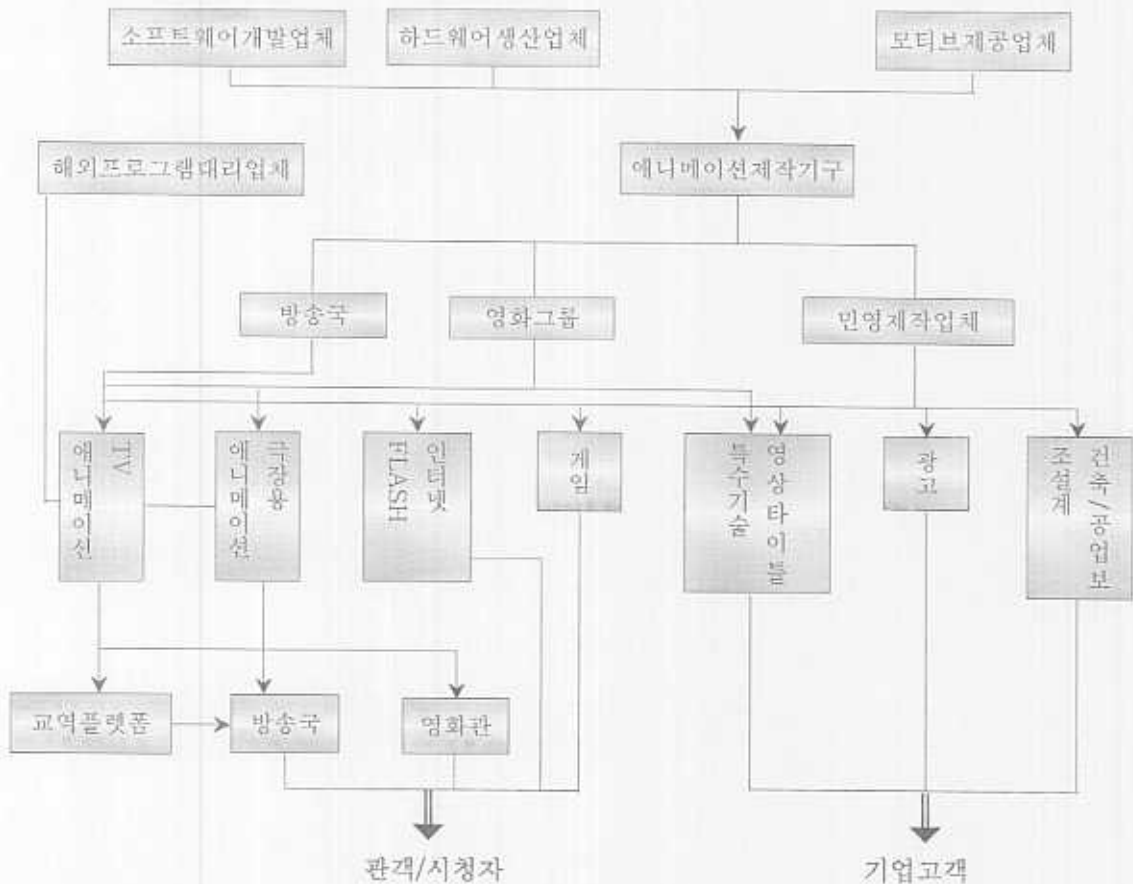 소프트웨어개발업체
하드웨어생산업체
모티브제공업체
해외프로그램대리업체
애니메이션제작기구
방송국
영화그룹
민영제작업체
TV
애니메이션
극장용
애니메이션
인터넷
FLASH
게임
영상타이틀
특수기술
광고
건축/공업보
조설계
교역플렛폼
방송국
영화관
관객/시청자
기업고객